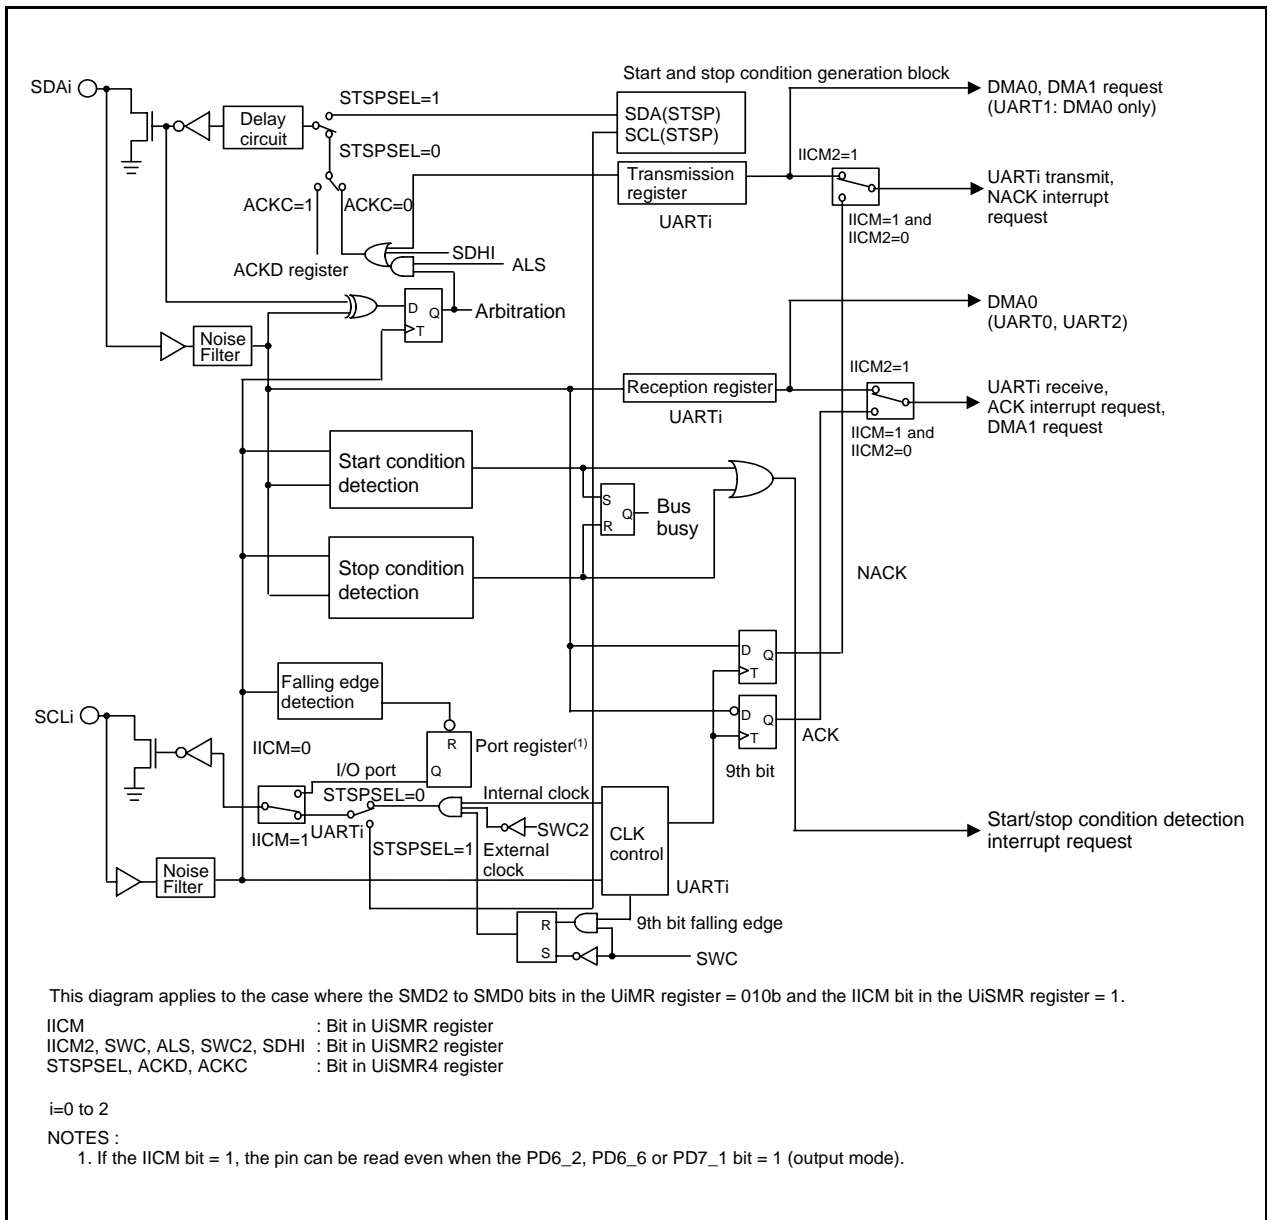 Start and stop condition generation block
SDAi
STSPSEL=1
Delay
circuit
STSPSEL=0
SDA(STSP)
SCL(STSP)
DMA0, DMA1 request
(UART1: DMA0 only)
IICM2=1
Transmission
register
UARTi
UARTi transmit,
NACK interrupt
request
IICM=1 and
IICM2=0
ACKC=1
ACKC=0
SDHI
ALS
ACKD register
D
Q
T
Arbitration
DMA0
(UART0, UART2)
Noise
Filter
IICM2=1
Reception register
UARTi
UARTi receive,
ACK interrupt request,
DMA1 request
IICM=1 and
IICM2=0
Start condition
detection
S
R
Q
Bus
busy
Stop condition
detection
NACK
D
Q
T
Falling edge
detection
D
Q
T
ACK
9th bit
SCLi
R
Q
Port register(1)
IICM=0
I/O port
STSPSEL=0
Internal clock
IICM=1
UARTi
SWC2
STSPSEL=1
External
clock
CLK
control
UARTi
Start/stop condition detection
interrupt request
Noise
Filter
R
S
9th bit falling edge
SWC
This diagram applies to the case where the SMD2 to SMD0 bits in the UiMR register = 010b and the IICM bit in the UiSMR register = 1.
IICM : Bit in UiSMR register
IICM2, SWC, ALS, SWC2, SDHI : Bit in UiSMR2 register
STSPSEL, ACKD, ACKC : Bit in UiSMR4 register
i=0 to 2
NOTES :
1. If the IICM bit = 1, the pin can be read even when the PD6_2, PD6_6 or PD7_1 bit = 1 (output mode).